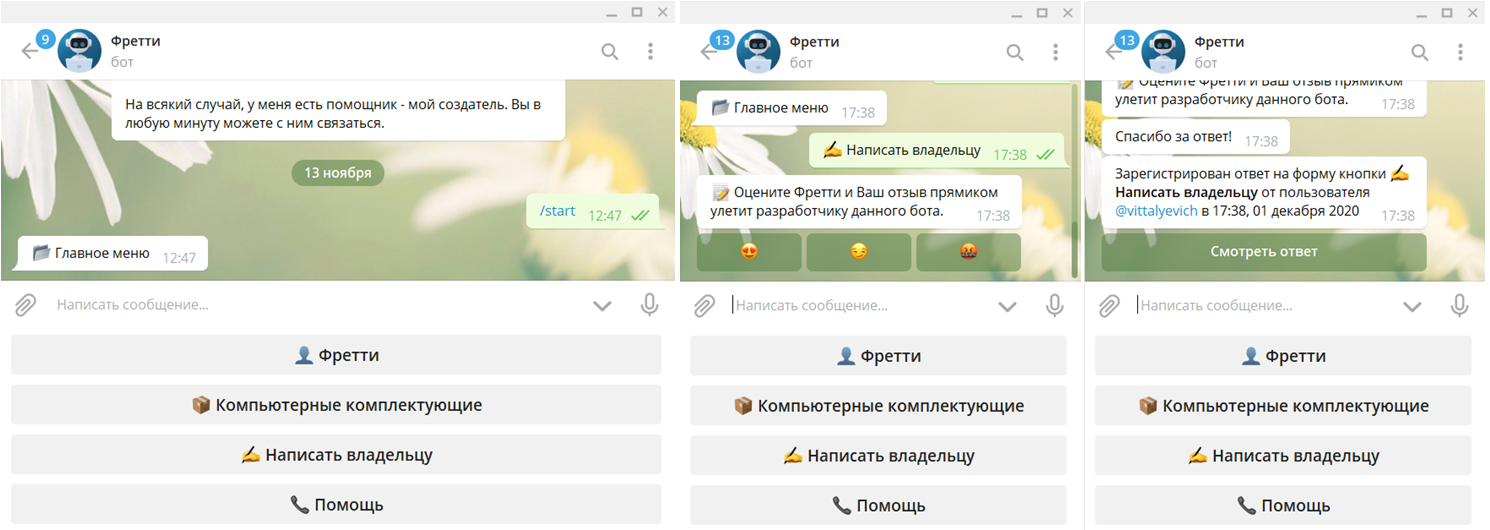 9
Фретти
бот
На всякий случай, у меня есть помощник - мой создатель. Вы в
любую минуту можете с ним связаться.
13 ноября
/start 12:47
📂 Главное меню 12:47
Написать сообщение...
👤 Фретти
📦 Компьютерные комплектующие
✍ Написать владельцу
📞 Помощь
13
Фретти
бот
📂 Главное меню 17:38
✍ Написать владельцу 17:38
📝 Оцените Фретти и Ваш отзыв прямиком
улетит разработчику данного бота. 17:38
😍 😏 🤬
Написать сообщение...
👤 Фретти
📦 Компьютерные комплектующие
✍ Написать владельцу
📞 Помощь
13
Фретти
бот
📝 Оцените Фретти и Ваш отзыв прямиком
улетит разработчику данного бота. 17:38
Спасибо за ответ! 17:38
Зарегистрирован ответ на форму кнопки ✍
Написать владельцу от пользователя
@vittalyevich в 17:38, 01 декабря 2020 17:38
Смотреть ответ
Написать сообщение...
👤 Фретти
📦 Компьютерные комплектующие
✍ Написать владельцу
📞 Помощь